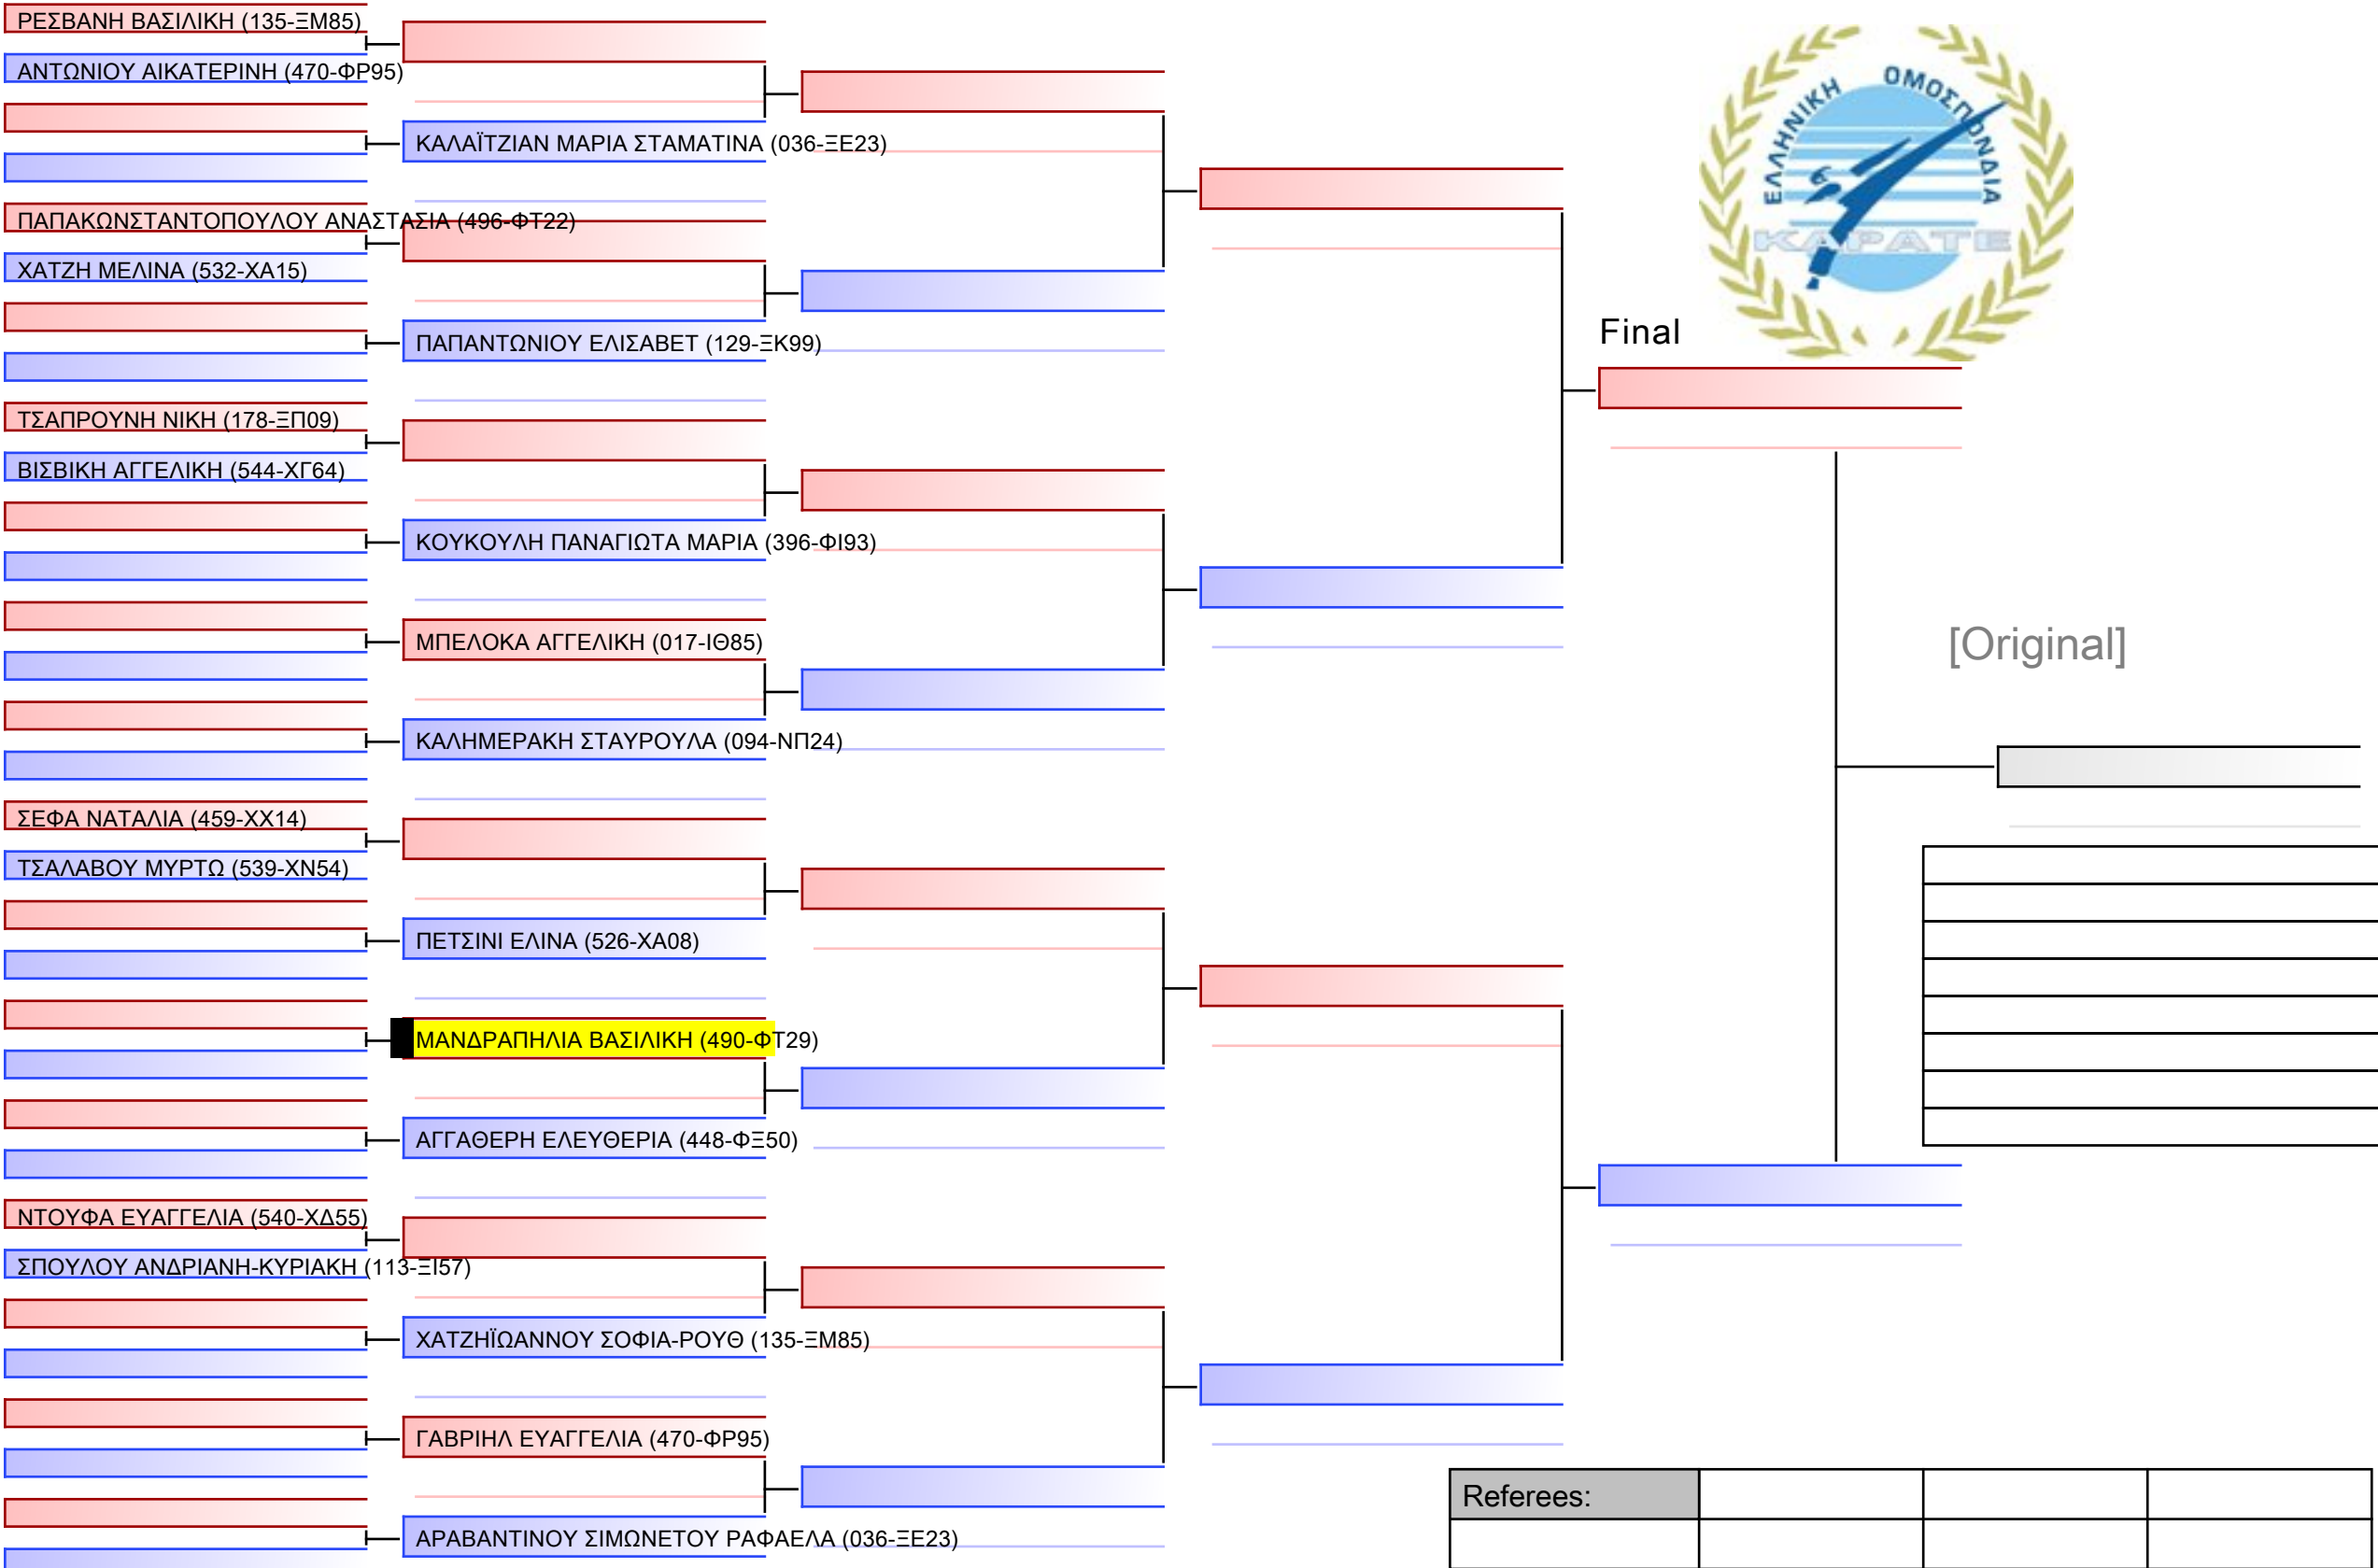 ΡΕΣΒΑΝΗ ΒΑΣΙΛΙΚΗ (135-ΞΜ85)
ΑΝΤΩΝΙΟΥ ΑΙΚΑΤΕΡΙΝΗ (470-ΦΡ95)
ΠΑΠΑΚΩΝΣΤΑΝΤΟΠΟΥΛΟΥ ΑΝΑΣΤΑΣΙΑ (496-ΦΤ22)
ΧΑΤΖΗ ΜΕΛΙΝΑ (532-ΧΑ15)
ΤΣΑΠΡΟΥΝΗ ΝΙΚΗ (178-ΞΠ09)
ΒΙΣΒΙΚΗ ΑΓΓΕΛΙΚΗ (544-ΧΓ64)
ΣΕΦΑ ΝΑΤΑΛΙΑ (459-ΧΧ14)
ΤΣΑΛΑΒΟΥ ΜΥΡΤΩ (539-ΧΝ54)
ΝΤΟΥΦΑ ΕΥΑΓΓΕΛΙΑ (540-ΧΔ55)
ΣΠΟΥΛΟΥ ΑΝΔΡΙΑΝΗ-ΚΥΡΙΑΚΗ (113-ΞΙ57)
ΚΑΛΑΪΤΖΙΑΝ ΜΑΡΙΑ ΣΤΑΜΑΤΙΝΑ (036-ΞΕ23)
ΠΑΠΑΝΤΩΝΙΟΥ ΕΛΙΣΑΒΕΤ (129-ΞΚ99)
ΚΟΥΚΟΥΛΗ ΠΑΝΑΓΙΩΤΑ ΜΑΡΙΑ (396-ΦΙ93)
ΜΠΕΛΟΚΑ ΑΓΓΕΛΙΚΗ (017-ΙΘ85)
ΚΑΛΗΜΕΡΑΚΗ ΣΤΑΥΡΟΥΛΑ (094-ΝΠ24)
ΠΕΤΣΙΝΙ ΕΛΙΝΑ (526-ΧΑ08)
ΜΑΝΔΡΑΠΗΛΙΑ ΒΑΣΙΛΙΚΗ (490-ΦΤ29)
ΑΓΓΑΘΕΡΗ ΕΛΕΥΘΕΡΙΑ (448-ΦΞ50)
ΧΑΤΖΗΪΩΑΝΝΟΥ ΣΟΦΙΑ-ΡΟΥΘ (135-ΞΜ85)
ΓΑΒΡΙΗΛ ΕΥΑΓΓΕΛΙΑ (470-ΦΡ95)
ΑΡΑΒΑΝΤΙΝΟΥ ΣΙΜΩΝΕΤΟΥ ΡΑΦΑΕΛΑ (036-ΞΕ23)
ΕΛΛΗΝΙΚΗ ΟΜΟΣΠΟΝΔΙΑ
ΚΑΡΑΤΕ
Final
[Original]
Referees: